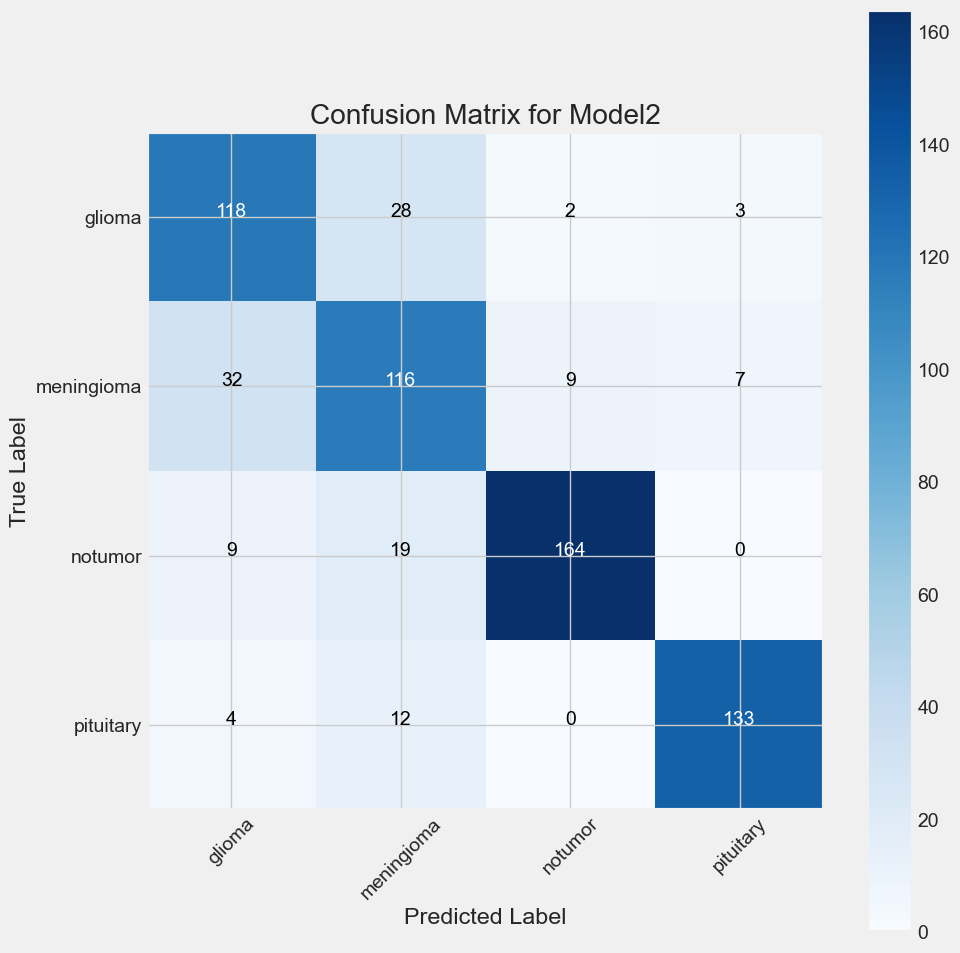 Confusion Matrix for Model2
True Label
glioma 118 28 2 3
meningioma 32 116 9 7
notumor 9 19 164 0
pituitary 4 12 0 133
glioma meningioma notumor pituitary
Predicted Label
160
140
120
100
80
60
40
20
0